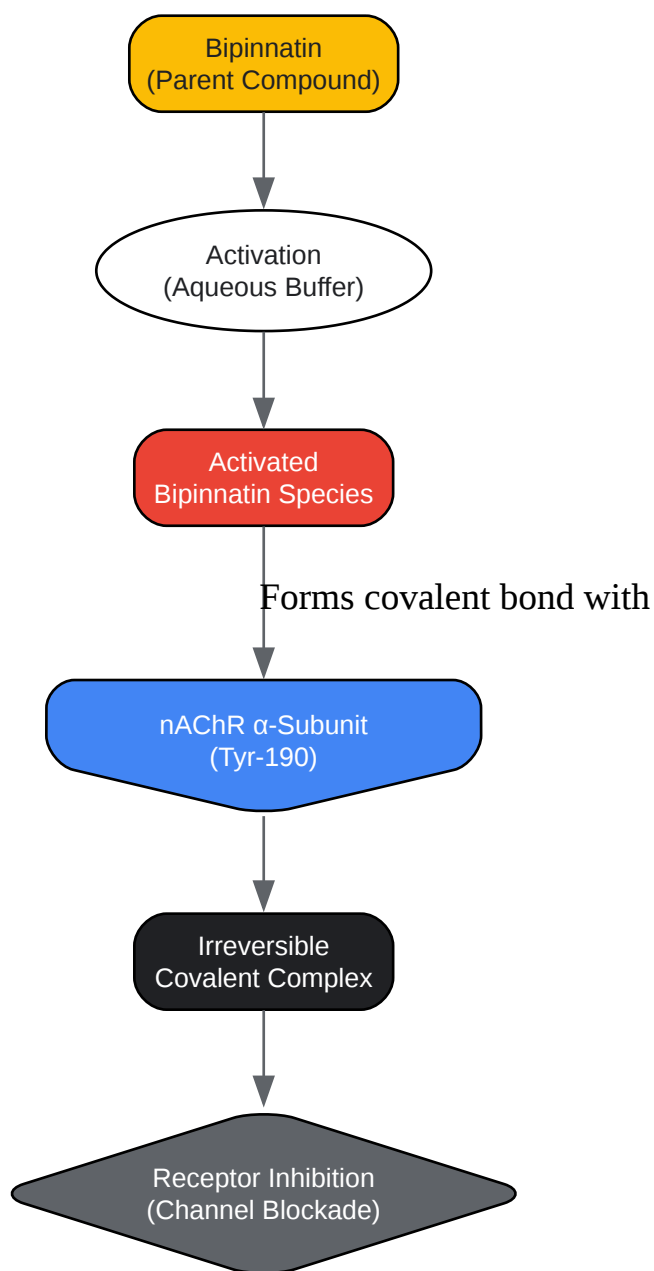 Bipinnatin
(Parent Compound)
Activation
(Aqueous Buffer)
Activated
Bipinnatin Species
Forms covalent bond with
nAChR α-Subunit
(Tyr-190)
Irreversible
Covalent Complex
Receptor Inhibition
(Channel Blockade)